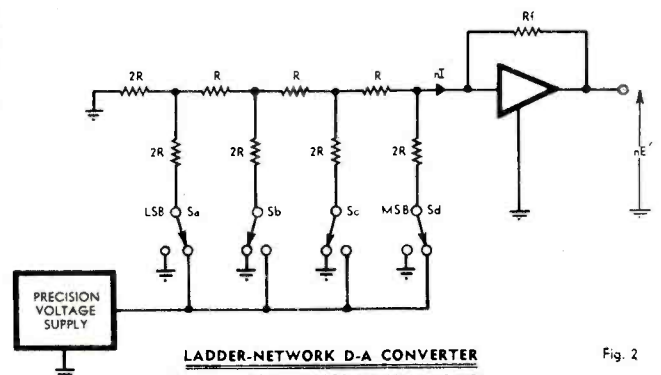 Rf
2R R R R nI
2R 2R 2R 2R
nE'
LSB Sa Sb Sc MSB Sd
PRECISION
VOLTAGE
SUPPLY
LADDER-NETWORK D-A CONVERTER
Fig. 2